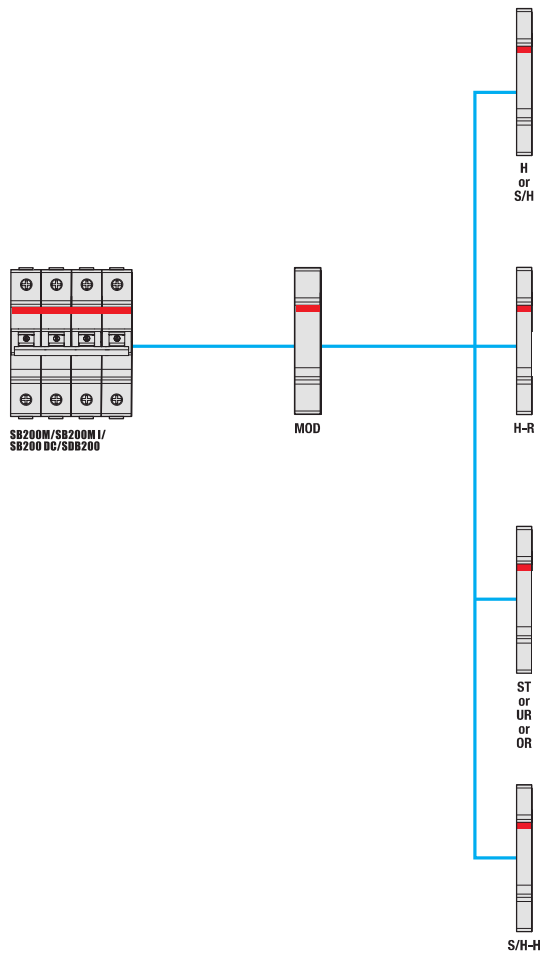 H
or
S/H
SB200M/SB200M I/
SB200 DC/SDB200
MOD
H-R
ST
or
UR
or
OR
S/H-H